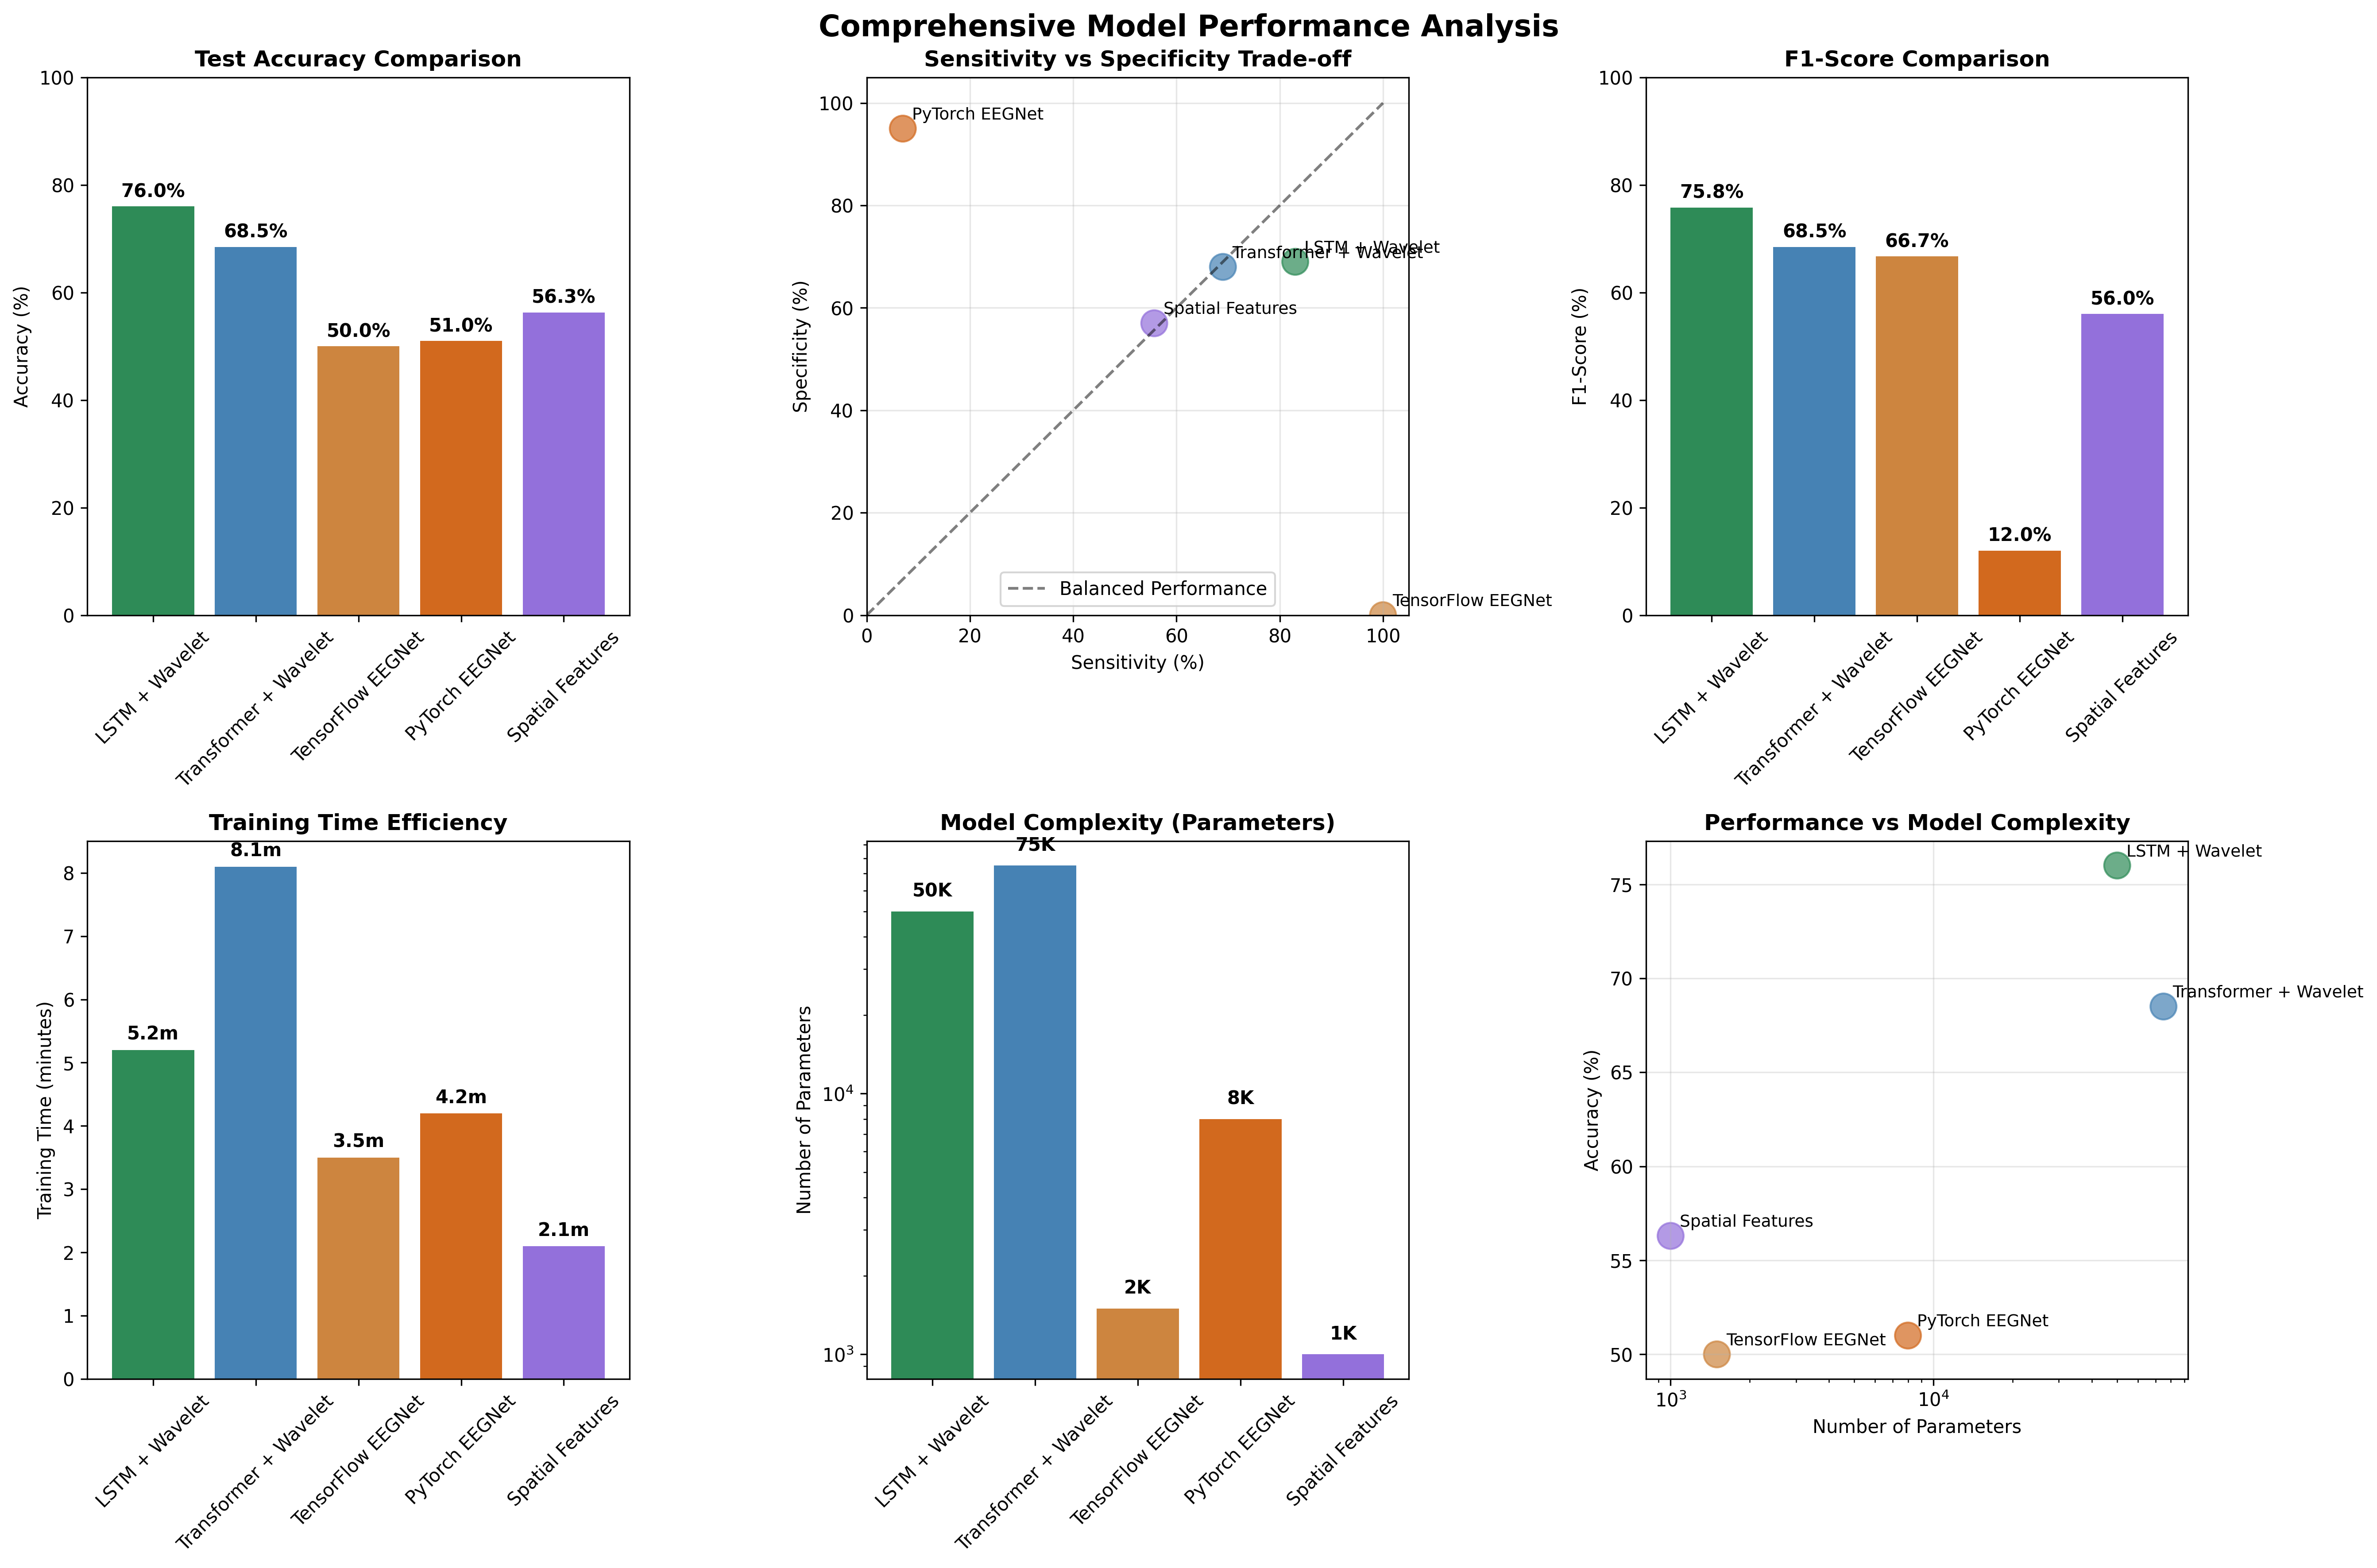 Comprehensive Model Performance Analysis
Test Accuracy Comparison
Accuracy (%)
100
80
60
40
20
0
76.0%
68.5%
50.0%
51.0%
56.3%
LSTM + Wavelet
Transformer + Wavelet
TensorFlow EEGNet
PyTorch EEGNet
Spatial Features
Sensitivity vs Specificity Trade-off
Specificity (%)
100
80
60
40
20
0
PyTorch EEGNet
LSTM + Wavelet
Transformer + Wavelet
Spatial Features
TensorFlow EEGNet
Balanced Performance
0
20
40
60
80
100
Sensitivity (%)
F1-Score Comparison
F1-Score (%)
100
80
60
40
20
0
75.8%
68.5%
66.7%
12.0%
56.0%
LSTM + Wavelet
Transformer + Wavelet
TensorFlow EEGNet
PyTorch EEGNet
Spatial Features
Training Time Efficiency
Training Time (minutes)
8
7
6
5
4
3
2
1
0
5.2m
8.1m
3.5m
4.2m
2.1m
LSTM + Wavelet
Transformer + Wavelet
TensorFlow EEGNet
PyTorch EEGNet
Spatial Features
Model Complexity (Parameters)
Number of Parameters
10⁴
10³
50K
75K
2K
8K
1K
LSTM + Wavelet
Transformer + Wavelet
TensorFlow EEGNet
PyTorch EEGNet
Spatial Features
Performance vs Model Complexity
Accuracy (%)
75
70
65
60
55
50
LSTM + Wavelet
Transformer + Wavelet
Spatial Features
PyTorch EEGNet
TensorFlow EEGNet
10³
10⁴
Number of Parameters